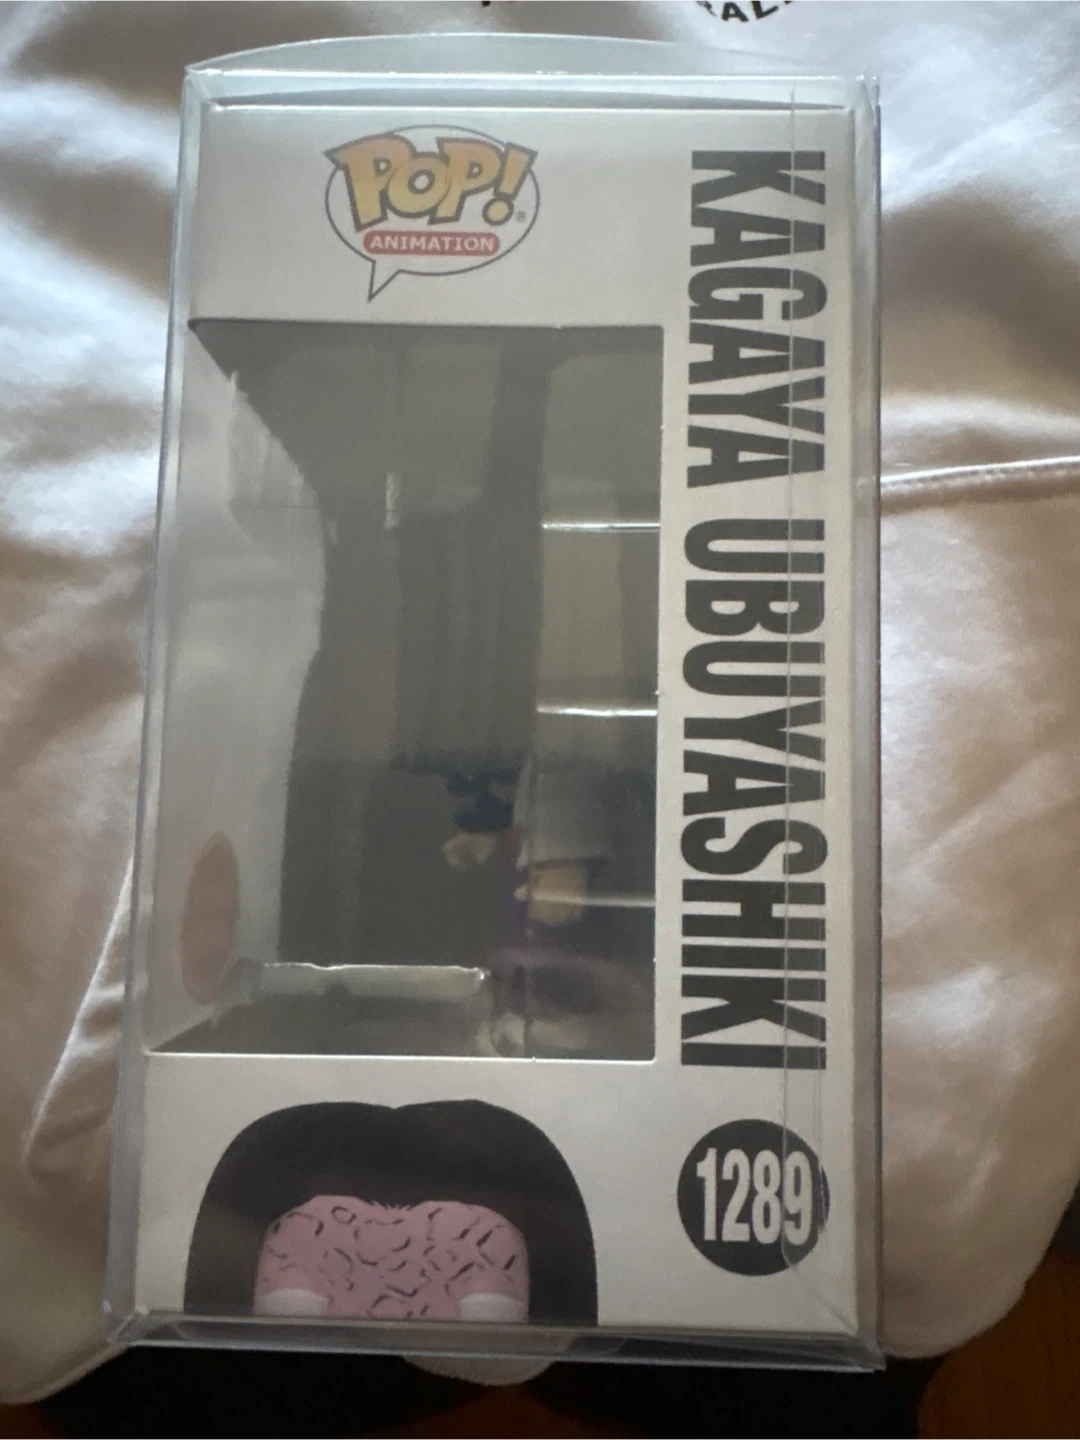 POP!
ANIMATION
KAGAYA UBUYASHIKI
1289